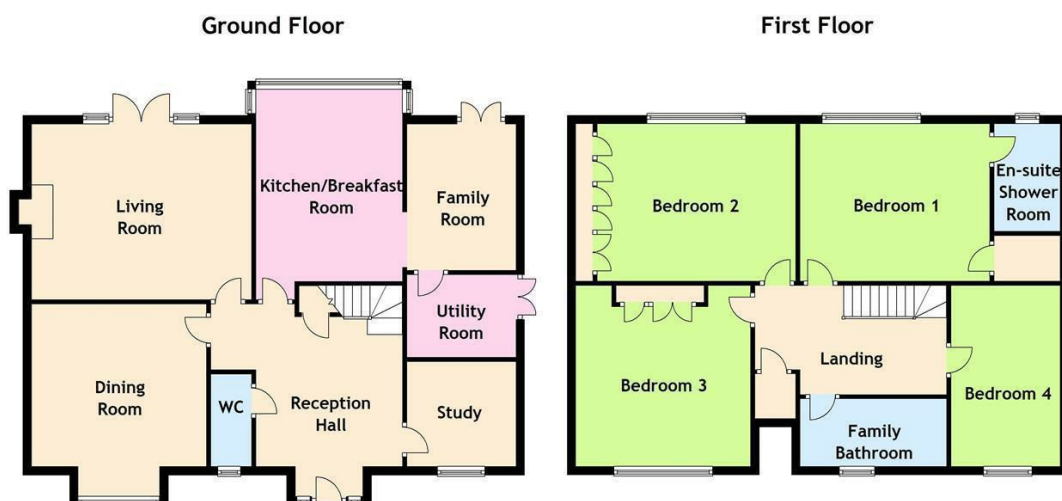 Ground Floor
First Floor
Living
Room
Kitchen/Breakfast
Room
Family
Room
Utility
Room
Dining
Room
WC
Reception
Hall
Study
Bedroom 2
Bedroom 1
En-suite
Shower
Room
Bedroom 3
Landing
Bedroom 4
Family
Bathroom